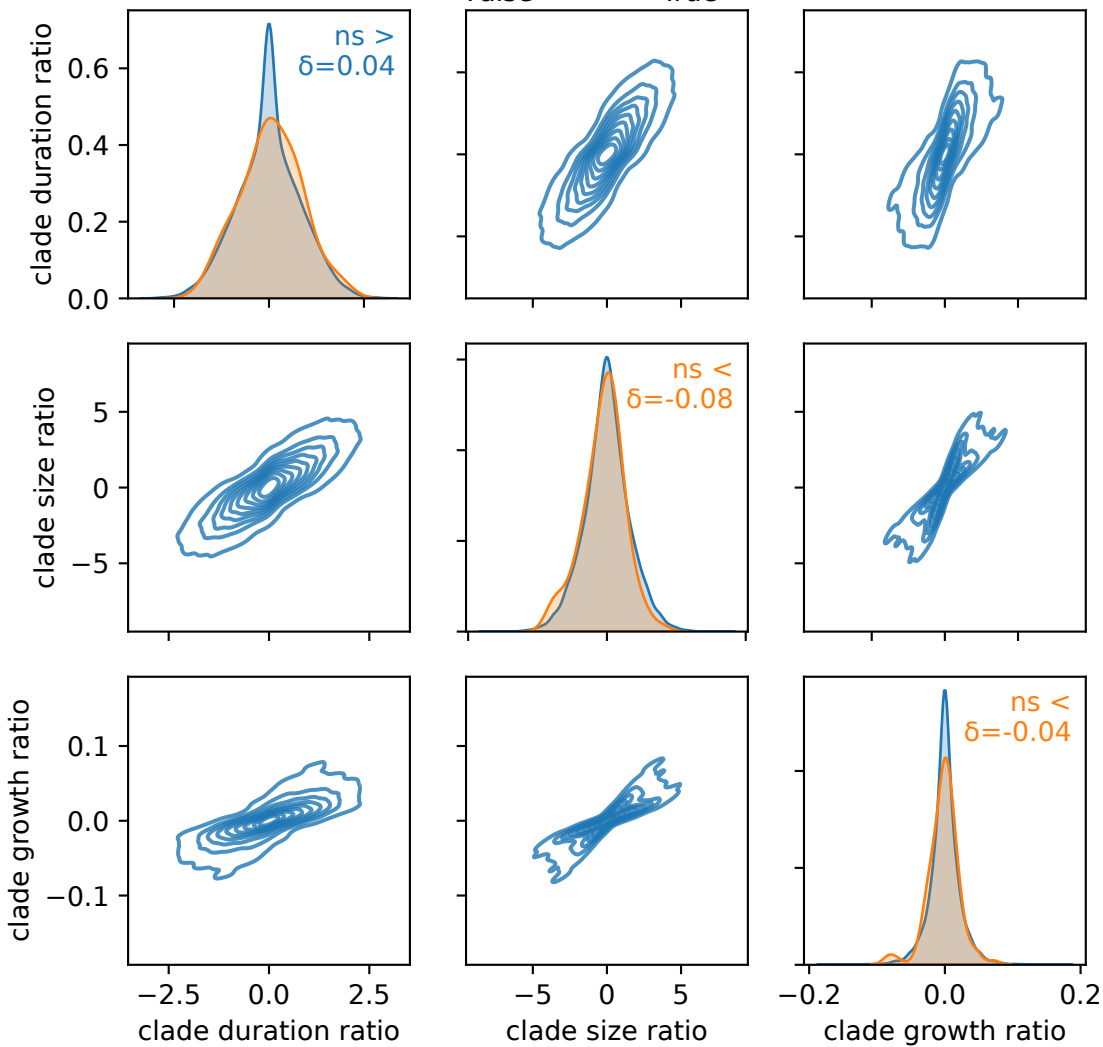 clade duration ratio
0.6
0.4
0.2
0.0
ns >
δ=0.04
clade size ratio
5
0
−5
ns <
δ=-0.08
clade growth ratio
0.1
0.0
−0.1
ns <
δ=-0.04
−2.5 0.0 2.5
−5 0 5
−0.2 0.0 0.2
clade duration ratio
clade size ratio
clade growth ratio